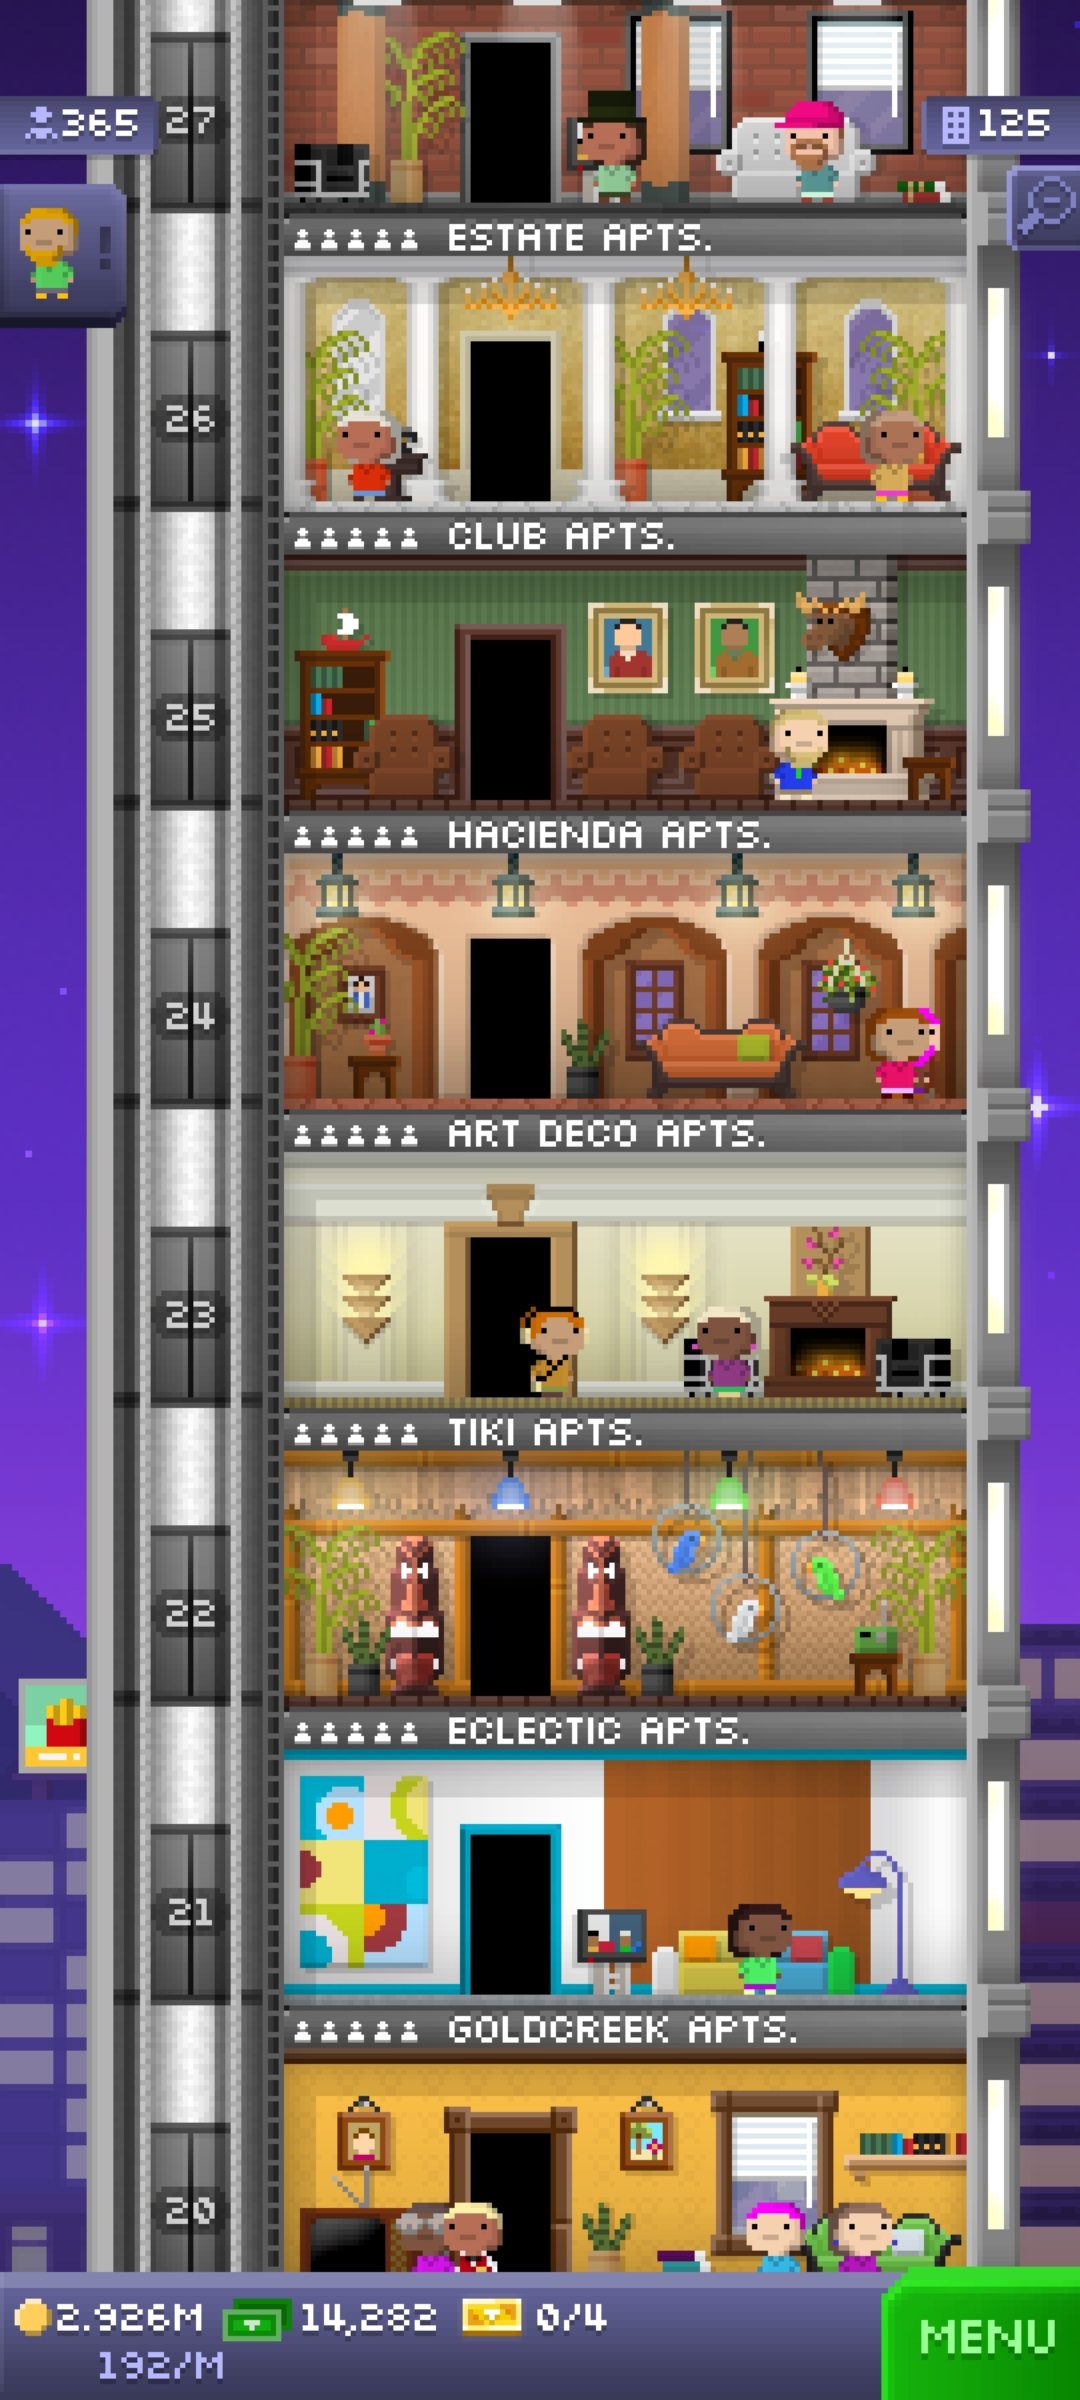 365
27
125
!
ESTATE APTS.
26
CLUB APTS.
25
HACIENDA APTS.
24
ART DECO APTS.
23
TIKI APTS.
22
ECLECTIC APTS.
21
GOLDCREEK APTS.
20
2.926M 14,282 0/4
192/M
MENU